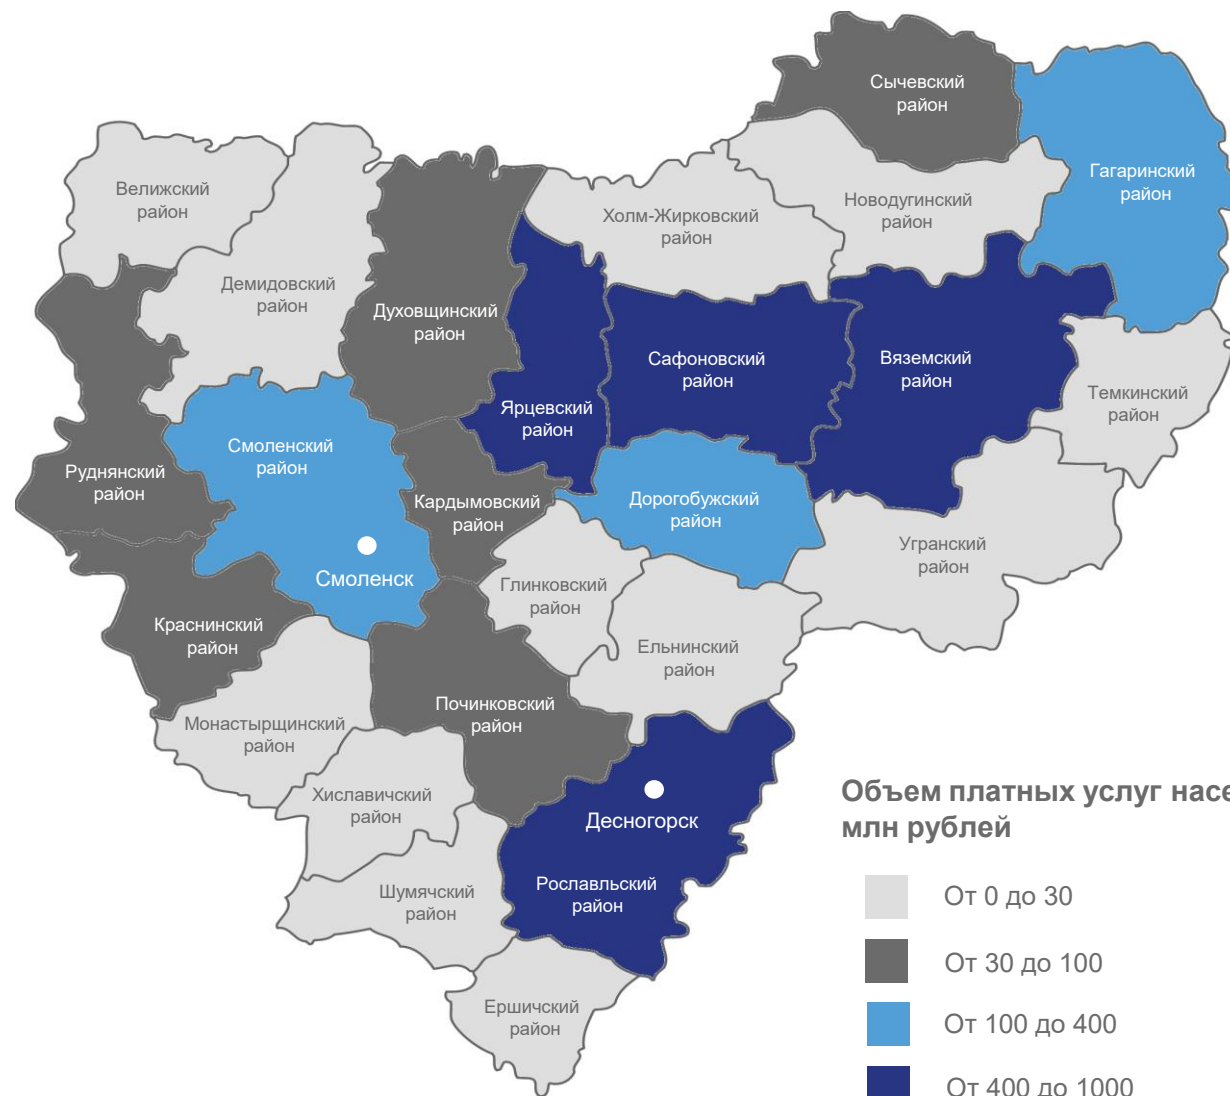 Сычевский
район
Гагаринский
район
Велижский
район
Новодугинский
район
Холм-Жирковский
район
Демидовский
район
Духовщинский
район
Сафоновский
район
Вяземский
район
Темкинский
район
Ярцевский
район
Смоленский
район
Руднянский
район
Кардымовский
район
Дорогобужский
район
Угранский
район
Смоленск
Глинковский
район
Краснинский
район
Ельнинский
район
Починковский
район
Монастырщинский
район
Хиславичский
район
Десногорск
Шумячский
район
Рославльский
район
Ершичский
район
Объем платных услуг насе
млн рублей
От 0 до 30
От 30 до 100
От 100 до 400
От 400 до 1000